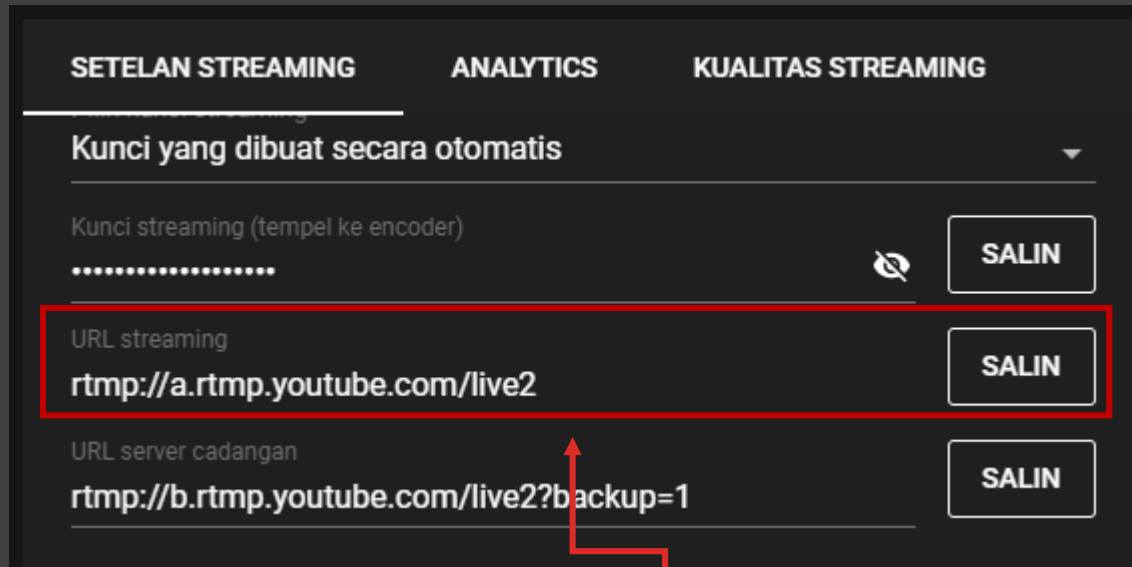 SETELAN STREAMING ANALYTICS KUALITAS STREAMING
Kunci yang dibuat secara otomatis
Kunci streaming (tempel ke encoder)
••••••••••••••••••• SALIN
URL streaming
rtmp://a.rtmp.youtube.com/live2 SALIN
URL server cadangan
rtmp://b.rtmp.youtube.com/live2?backup=1 SALIN